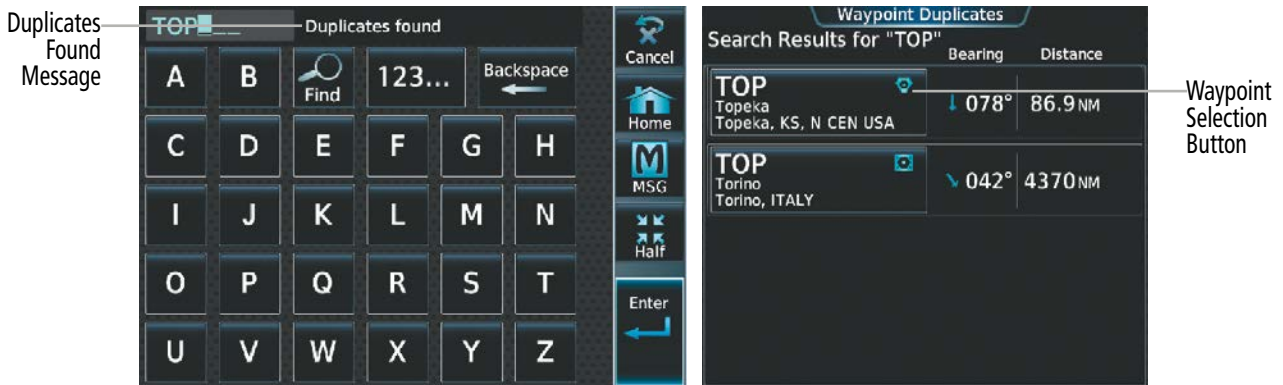 Duplicates
Found
Message
TOP__ Duplicates found
A B Find 123... Backspace
C D E F G H
I J K L M N
O P Q R S T
U V W X Y Z
Cancel
Home
MSG
Half
Enter
Waypoint Duplicates
Search Results for "TOP"
Bearing Distance
TOP
Topeka
Topeka, KS, N CEN USA
078° 86.9NM
TOP
Torino
Torino, ITALY
042° 4370NM
Waypoint
Selection
Button